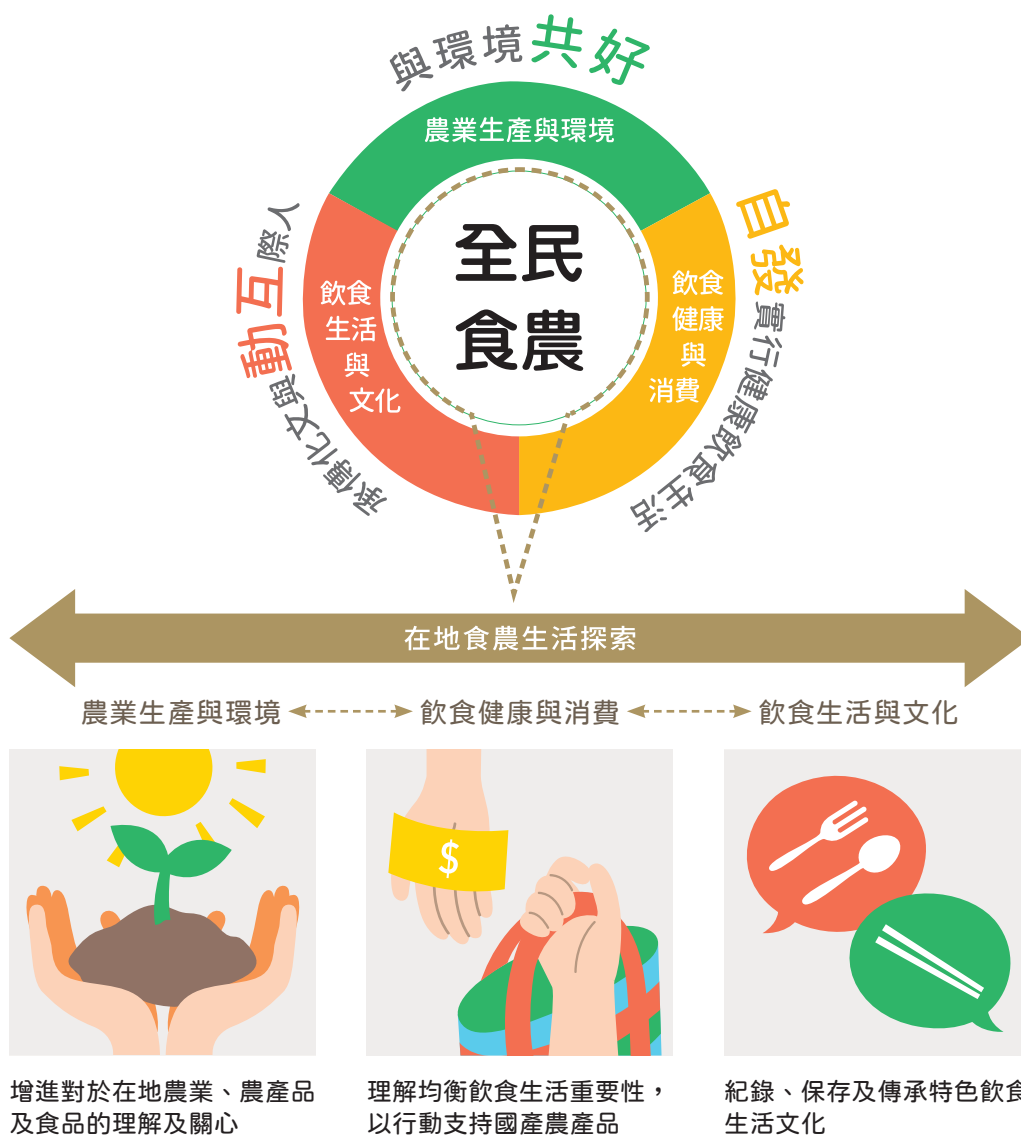 與環境共好
農業生產與環境
全民
食農
人際互動與文化傳承
飲食
生活
與
文化
飲食
健康
與
消費
自發實行健康飲食生活
在地食農生活探索
農業生產與環境
飲食健康與消費
飲食生活與文化
$
增進對於在地農業、農產品
及食品的理解及關心
理解均衡飲食生活重要性，
以行動支持國產農產品
紀錄、保存及傳承特色飲食
生活文化